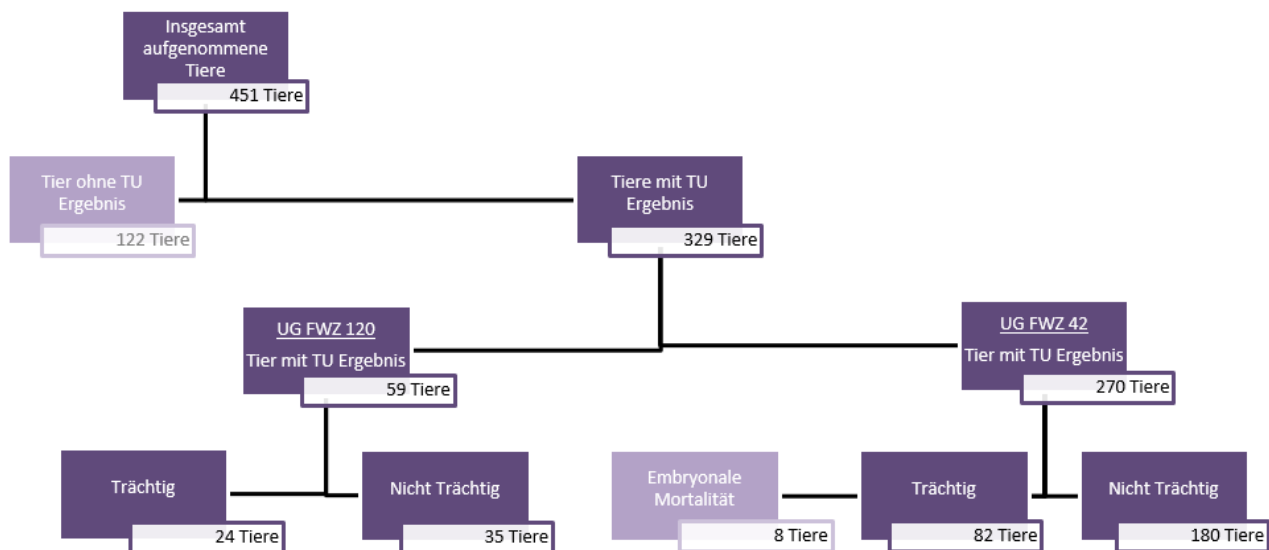 Insgesamt
aufgenommene
Tiere
451 Tiere
Tier ohne TU
Ergebnis
122 Tiere
Tiere mit TU
Ergebnis
329 Tiere
UG FWZ 120
Tier mit TU Ergebnis
59 Tiere
UG FWZ 42
Tier mit TU Ergebnis
270 Tiere
Trächtig
24 Tiere
Nicht Trächtig
35 Tiere
Embryonale
Mortalität
8 Tiere
Trächtig
82 Tiere
Nicht Trächtig
180 Tiere